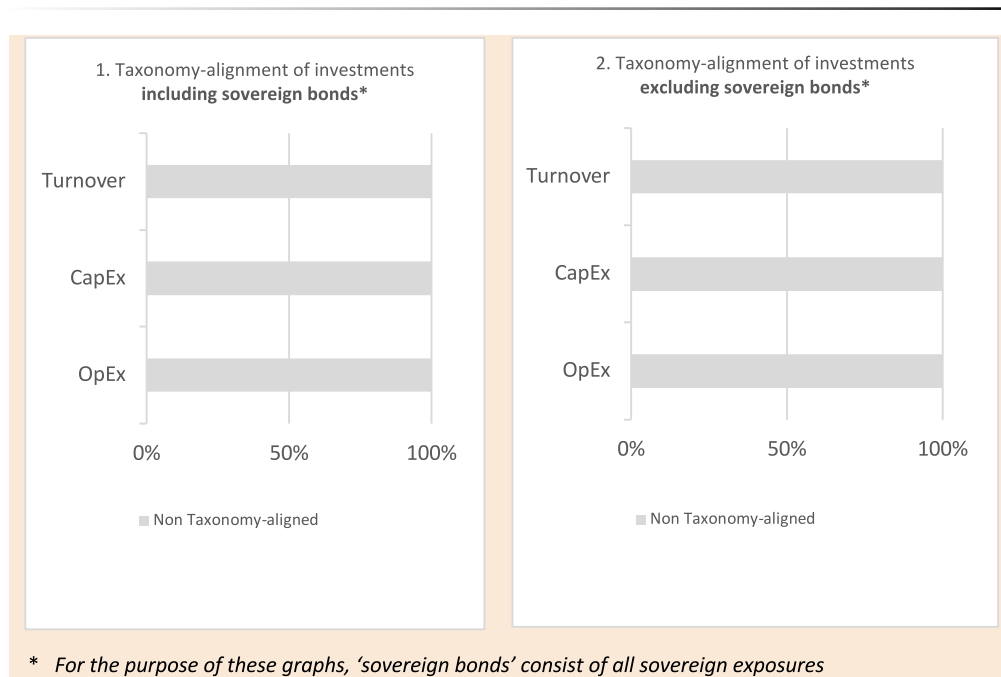 1. Taxonomy-alignment of investments
including sovereign bonds*
Turnover
CapEx
OpEx
0% 50% 100%
Non Taxonomy-aligned
2. Taxonomy-alignment of investments
excluding sovereign bonds*
Turnover
CapEx
OpEx
0% 50% 100%
Non Taxonomy-aligned
* For the purpose of these graphs, ‘sovereign bonds’ consist of all sovereign exposures